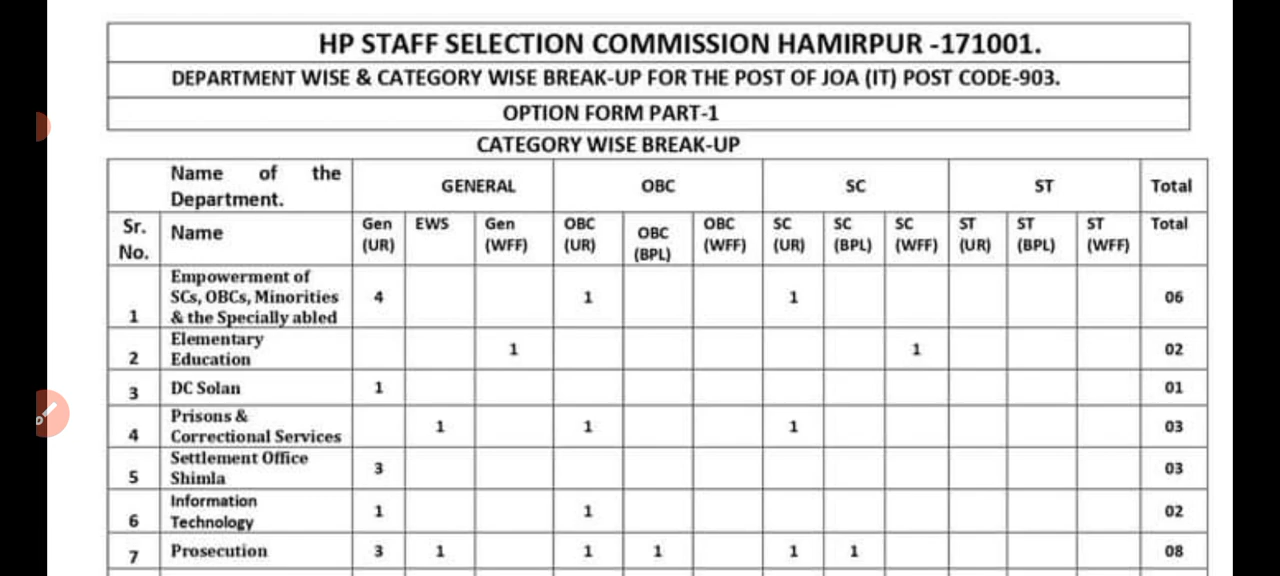 HP STAFF SELECTION COMMISSION HAMIRPUR -171001.
DEPARTMENT WISE & CATEGORY WISE BREAK-UP FOR THE POST OF JOA (IT) POST CODE-903.
OPTION FORM PART-1
CATEGORY WISE BREAK-UP
Name of the Department. GENERAL OBC SC ST Total
Sr. No. Name Gen (UR) EWS Gen (WFF) OBC (UR) OBC (BPL) OBC (WFF) SC (UR) SC (BPL) SC (WFF) ST (UR) ST (BPL) ST (WFF) Total
1 Empowerment of SCs, OBCs, Minorities & the Specially abled 4 1 1 06
2 Elementary Education 1 1 02
3 DC Solan 1 01
4 Prisons & Correctional Services 1 1 1 03
5 Settlement Office Shimla 3 03
6 Information Technology 1 1 02
7 Prosecution 3 1 1 1 1 1 08